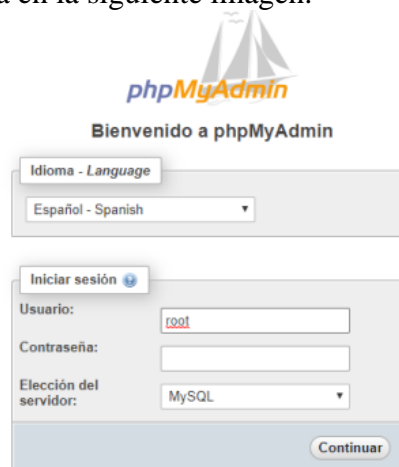 a en la siguiente imagen.
phpMyAdmin
Bienvenido a phpMyAdmin
Idioma - Language
Español - Spanish
Iniciar sesión
Usuario:
root
Contraseña:
Elección del
servidor:
MySQL
Continuar